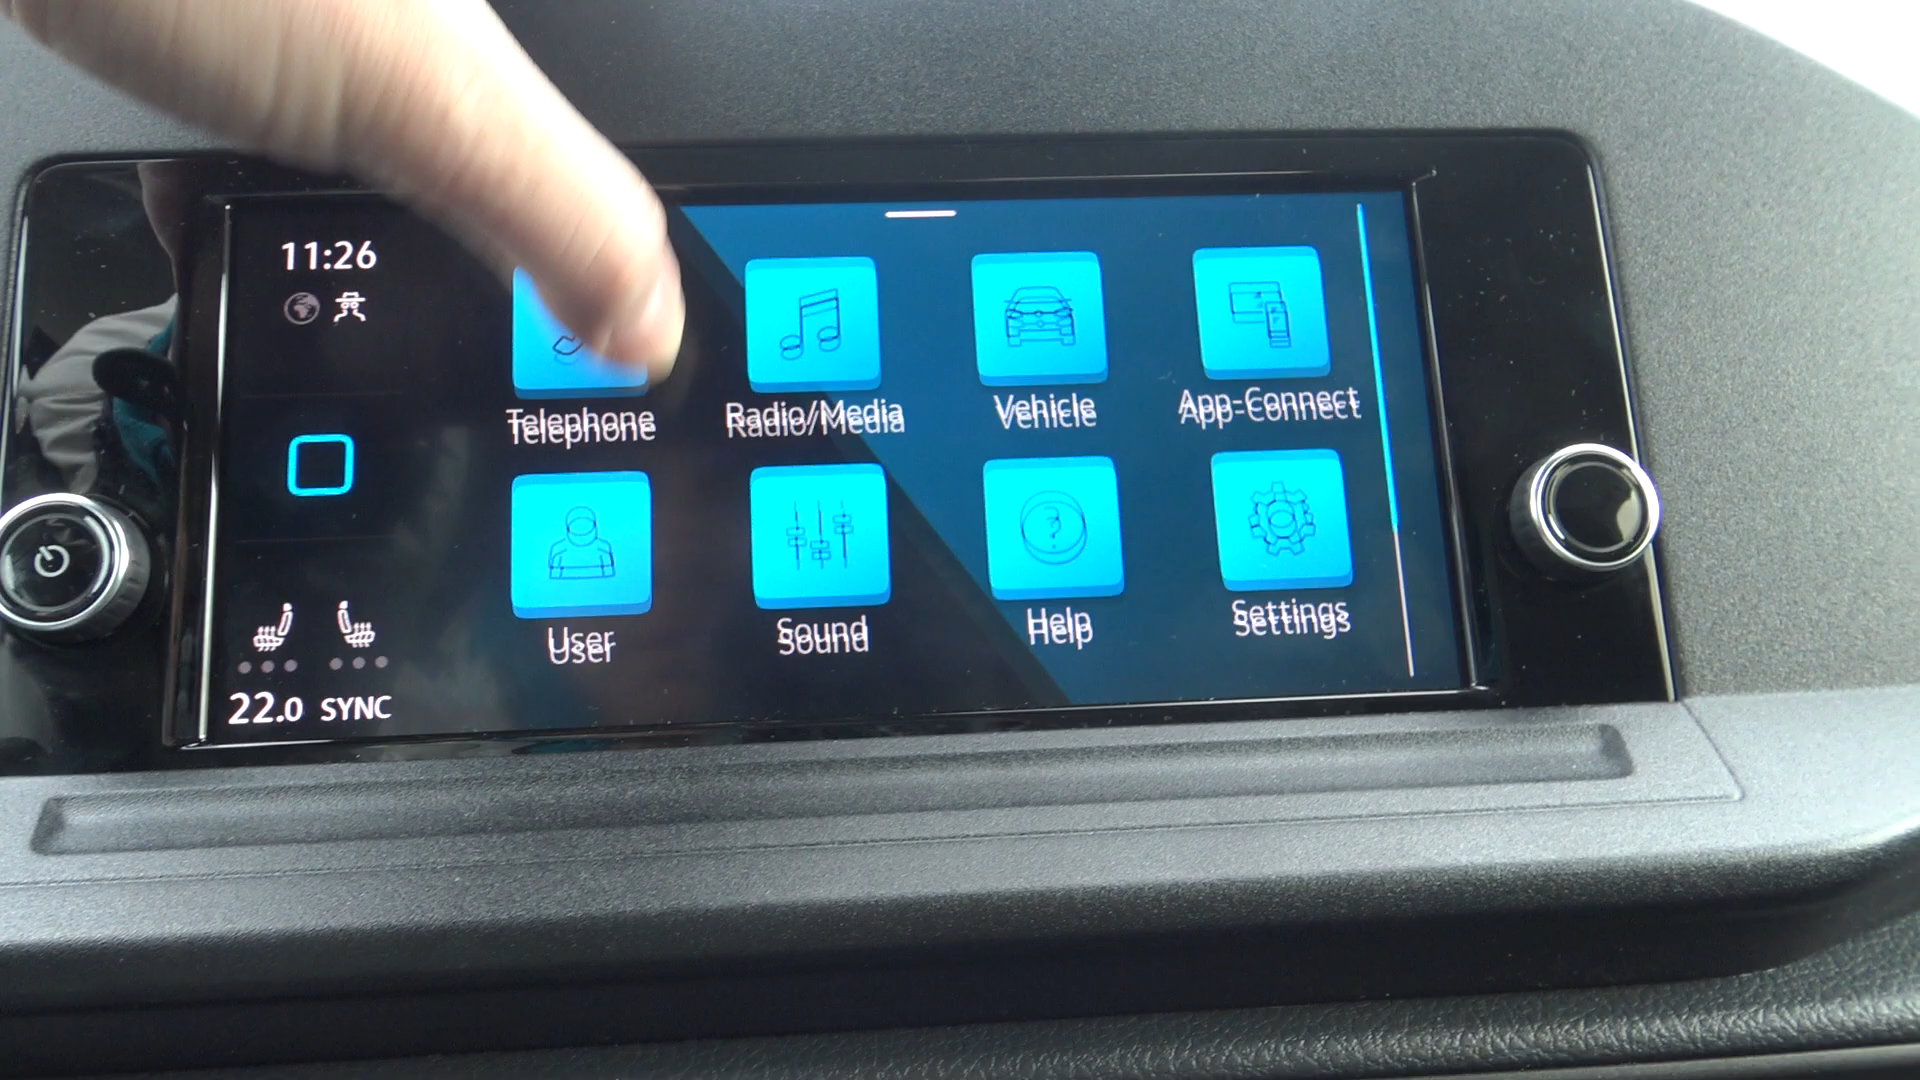 11:26
Telephone
Radio/Media
Vehicle
App-Connect
User
Sound
Help
?
Settings
22.0 SYNC